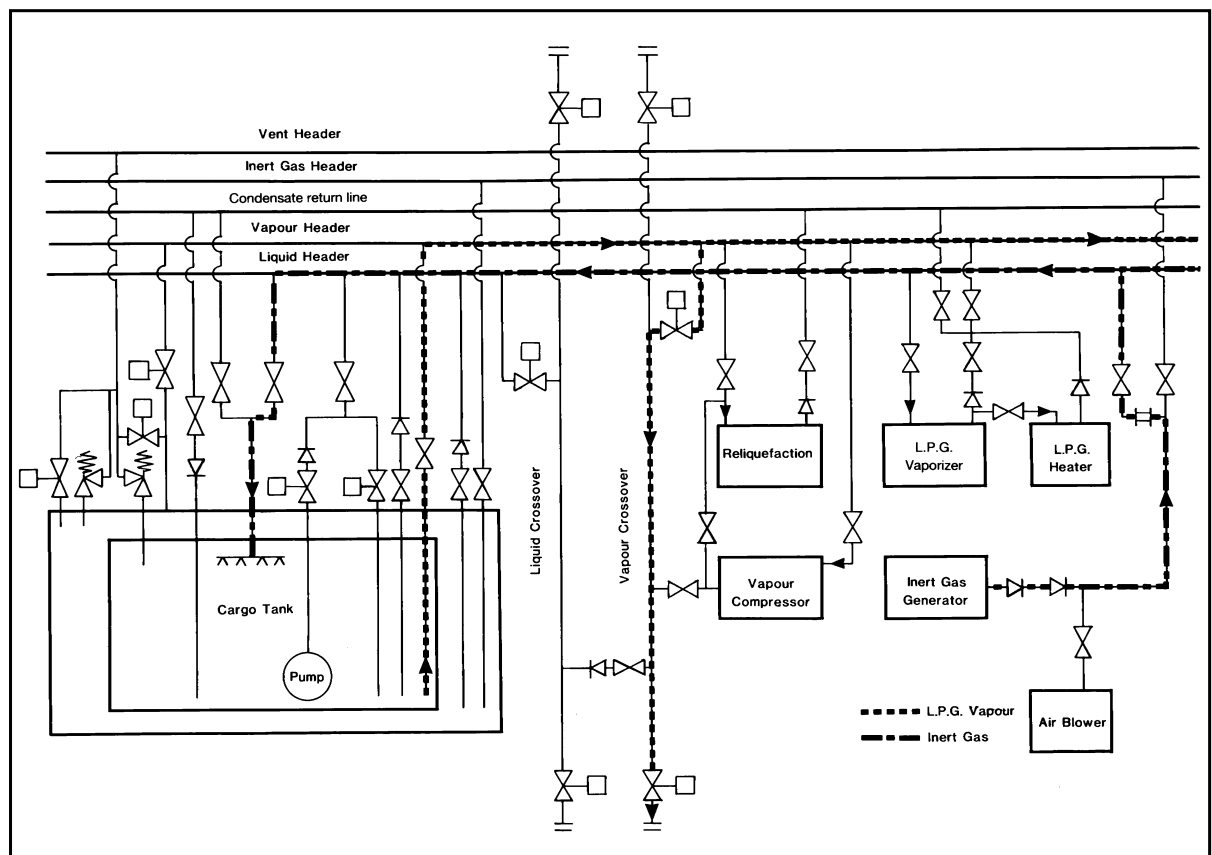 Vent Header
Inert Gas Header
Condensate return line
Vapour Header
Liquid Header
Liquid Crossover
Vapour Crossover
Reliquefaction
L.P.G.
Vaporizer
L.P.G.
Heater
Cargo Tank
Pump
Vapour
Compressor
Inert Gas
Generator
Air Blower
L.P.G. Vapour
Inert Gas